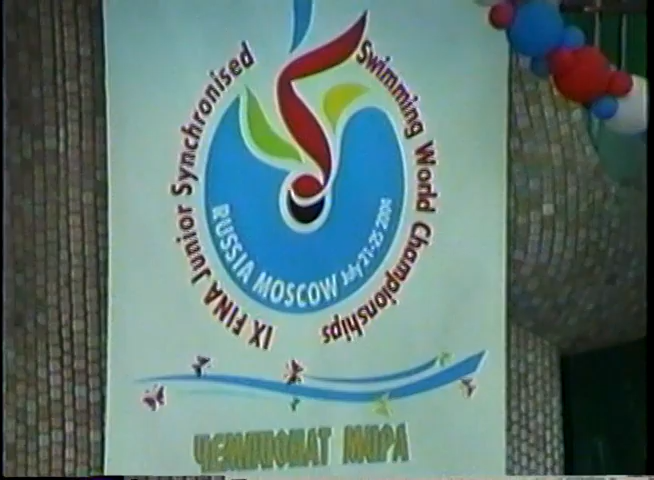 IX FINA Junior Synchronised Swimming World Championships
RUSSIA MOSCOW July 21-25 2004
ЧЕМПИОНАТ МИРА